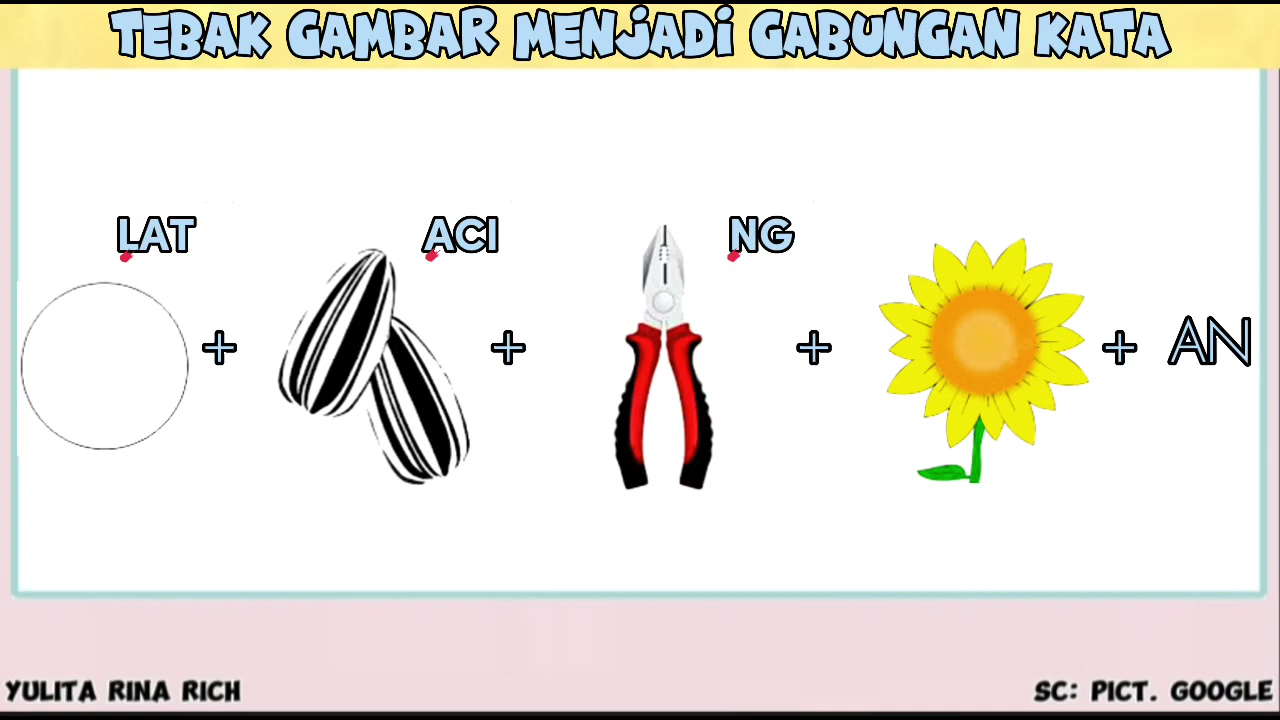 TEBAK GAMBAR MENJADI GABUNGAN KATA
LAT ACI NG
+ + + + AN
YULITA RINA RICH
SC: PICT. GOOGLE